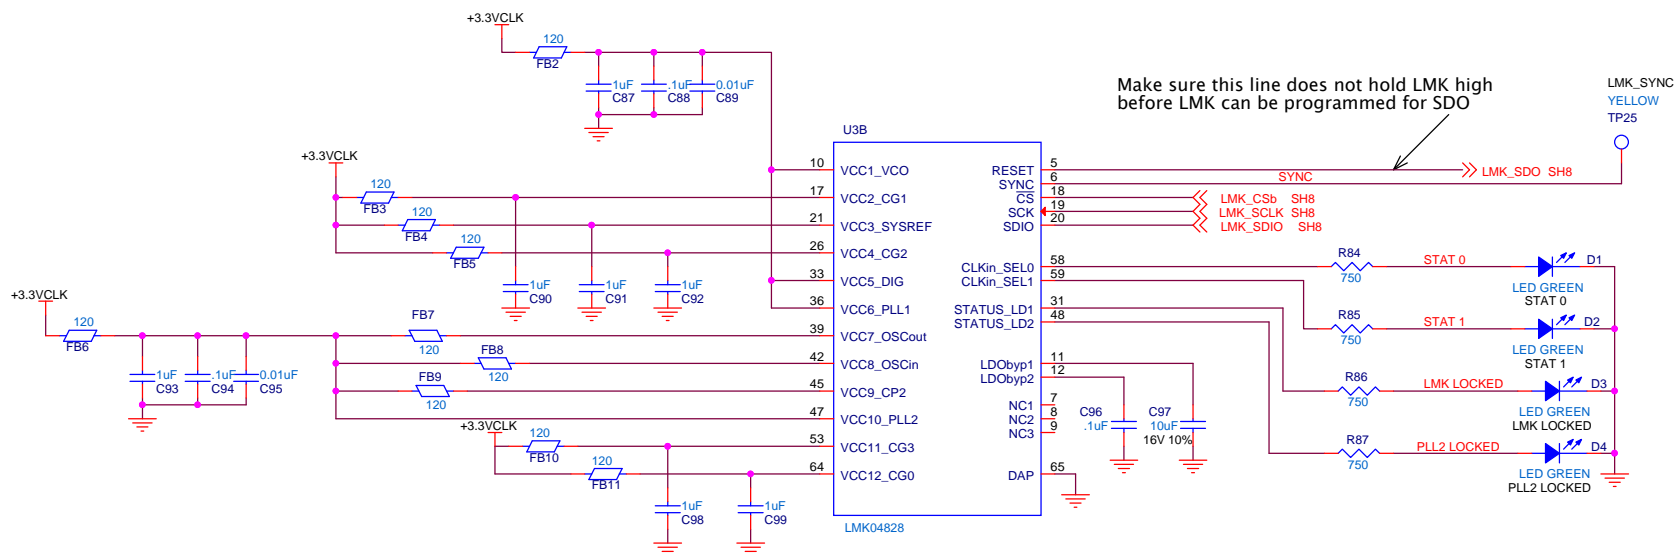 +3.3VCLK
120
FB2
1uF
C87
.1uF
C88
0.01uF
C89
Make sure this line does not hold LMK high
before LMK can be programmed for SDO
LMK_SYNC
YELLOW
TP25
U3B
+3.3VCLK
120
FB3
120
FB4
120
FB5
1uF
C90
1uF
C91
1uF
C92
10 VCC1_VCO
17 VCC2_CG1
21 VCC3_SYSREF
26 VCC4_CG2
33 VCC5_DIG
36 VCC6_PLL1
39 VCC7_OSCout
42 VCC8_OSCin
45 VCC9_CP2
47 VCC10_PLL2
53 VCC11_CG3
64 VCC12_CG0
RESET 5
SYNC 6
CS 18
SCK 19
SDIO 20
CLKin_SEL0 58
CLKin_SEL1 59
STATUS_LD1 31
STATUS_LD2 48
LDObyp1 11
LDObyp2 12
NC1 7
NC2 8
NC3 9
DAP 65
LMK04828
SYNC
LMK_SDO SH8
LMK_CSb SH8
LMK_SCLK SH8
LMK_SDIO SH8
R84
750
STAT 0
D1
LED GREEN
STAT 0
R85
750
STAT 1
D2
LED GREEN
STAT 1
R86
750
LMK LOCKED
D3
LED GREEN
LMK LOCKED
R87
750
PLL2 LOCKED
D4
LED GREEN
PLL2 LOCKED
C96
.1uF
C97
10uF
16V 10%
+3.3VCLK
120
FB6
1uF
C93
.1uF
C94
0.01uF
C95
FB7
120
FB8
120
FB9
120
+3.3VCLK
120
FB10
120
FB11
1uF
C98
1uF
C99